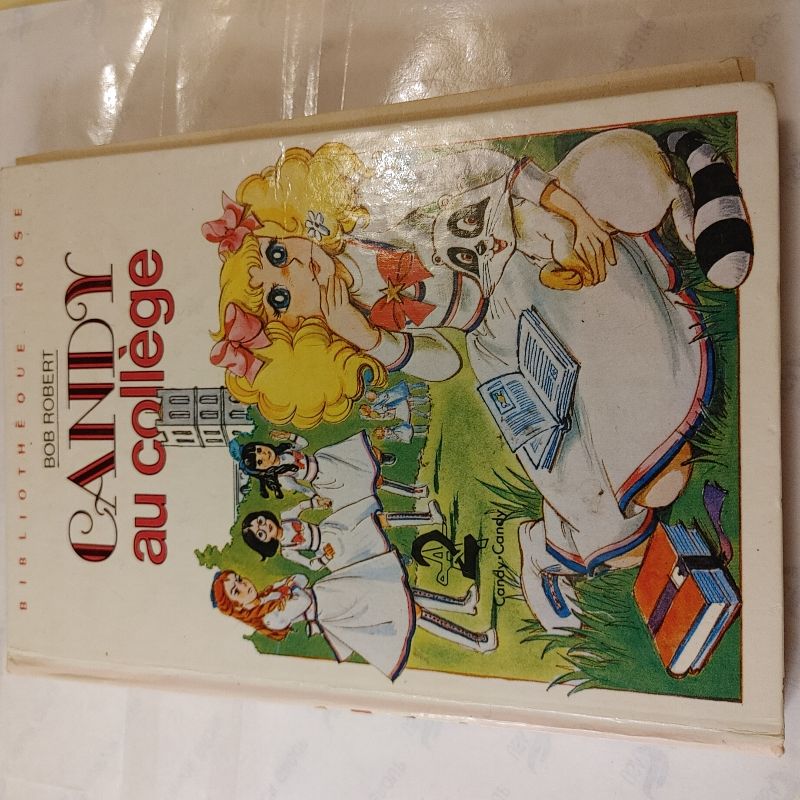 BIBLIOTHÈQUE ROSE
BOB ROBERT
CANDY
au collège
Candy Candy